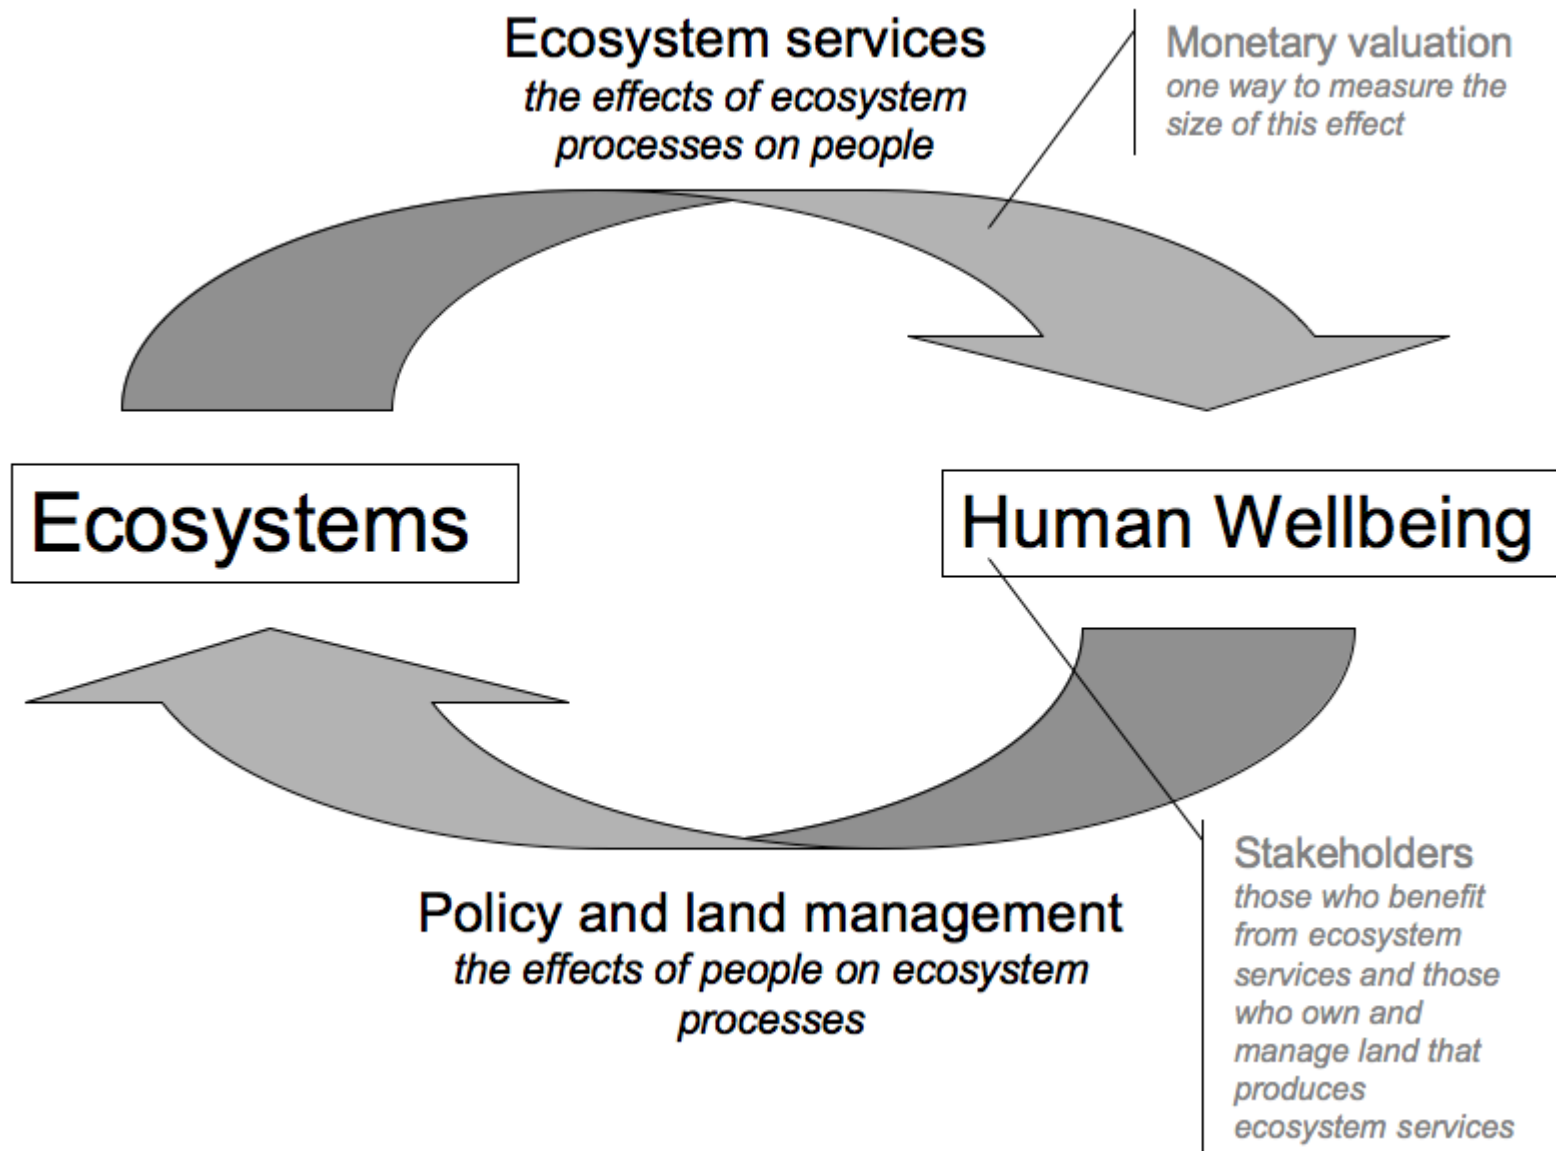 Ecosystem services
the effects of ecosystem
processes on people
Monetary valuation
one way to measure the
size of this effect
Ecosystems
Human Wellbeing
Policy and land management
the effects of people on ecosystem
processes
Stakeholders
those who benefit
from ecosystem
services and those
who own and
manage land that
produces
ecosystem services